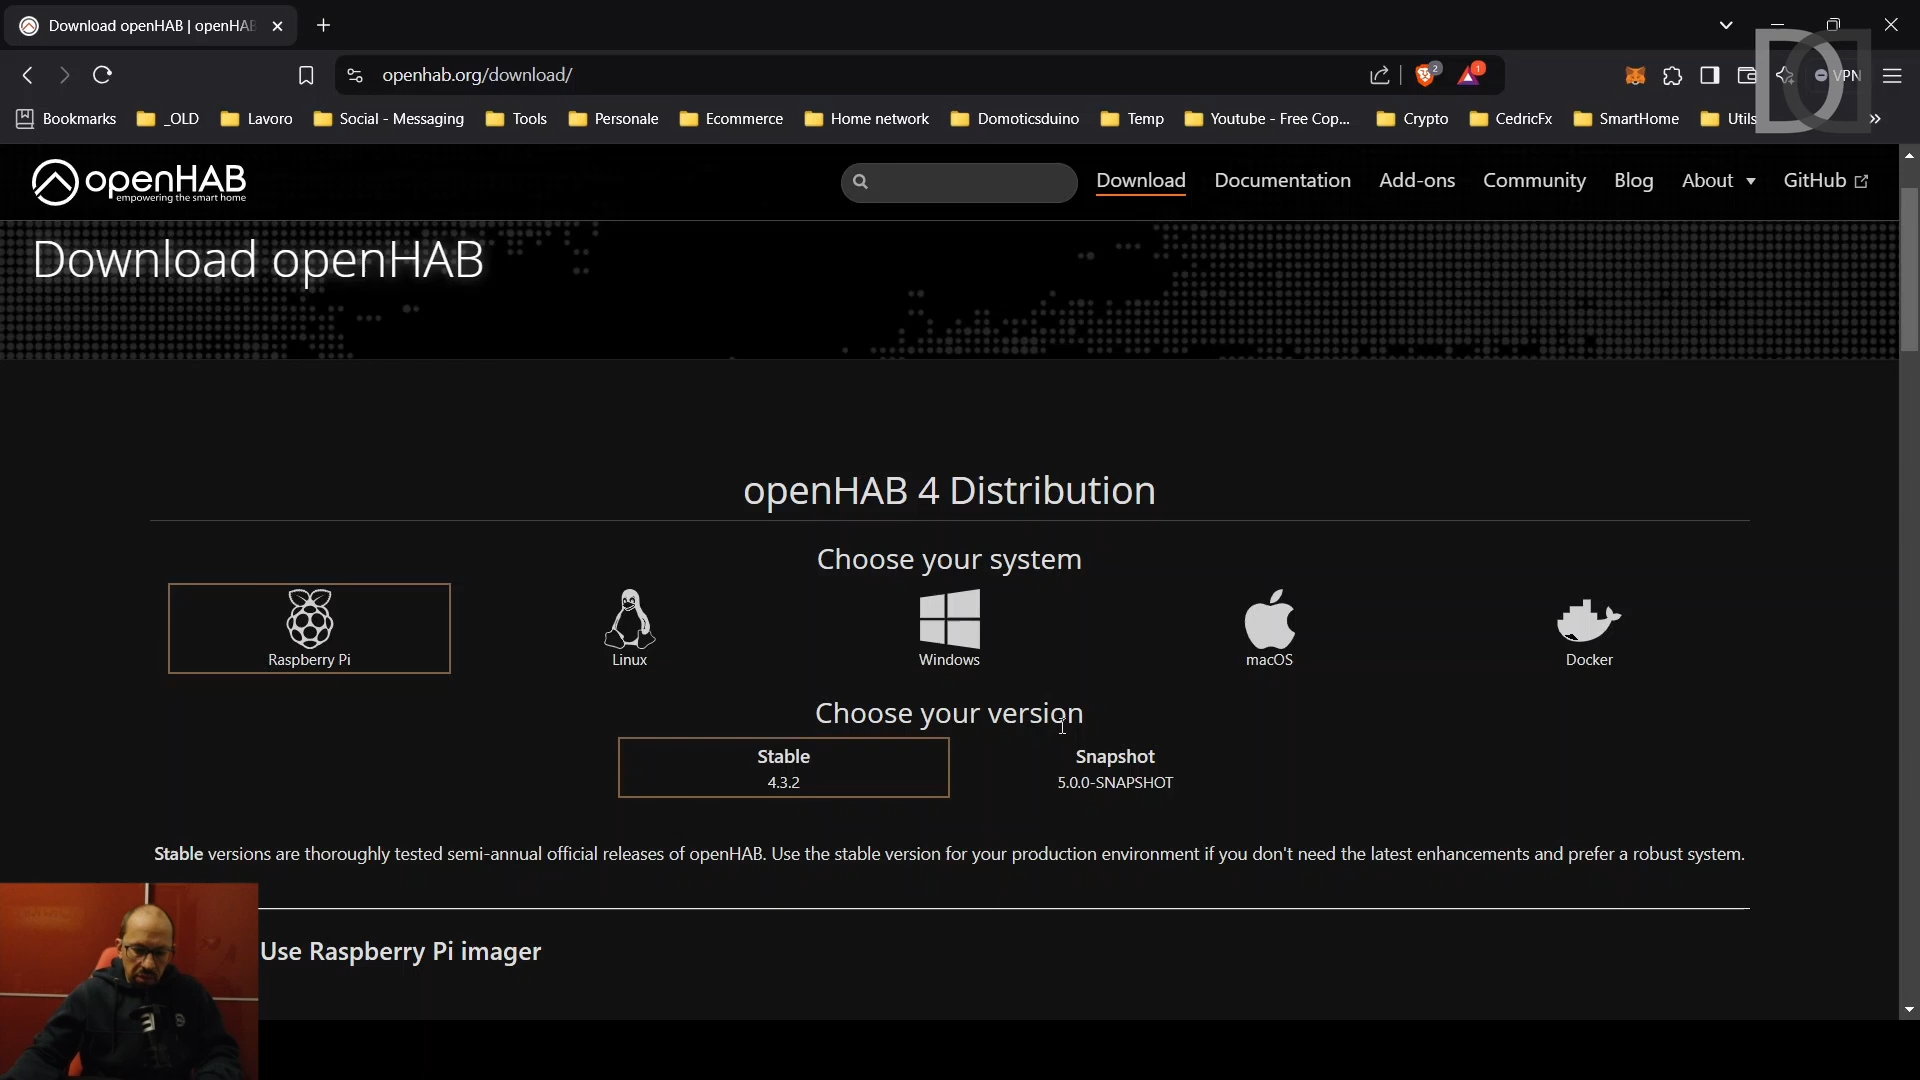 Download openHAB | openHAB
openhab.org/download/
2
1
VPN
Bookmarks
_OLD
Lavoro
Social - Messaging
Tools
Personale
Ecommerce
Home network
Domoticsduino
Temp
Youtube - Free Cop...
Crypto
CedricFx
SmartHome
Utils
»
openHAB
empowering the smart home
Download
Documentation
Add-ons
Community
Blog
About
GitHub
Download openHAB
openHAB 4 Distribution
Choose your system
Raspberry Pi
Linux
Windows
macOS
Docker
Choose your version
Stable
4.3.2
Snapshot
5.0.0-SNAPSHOT
Stable versions are thoroughly tested semi-annual official releases of openHAB. Use the stable version for your production environment if you don't need the latest enhancements and prefer a robust system.
Use Raspberry Pi imager